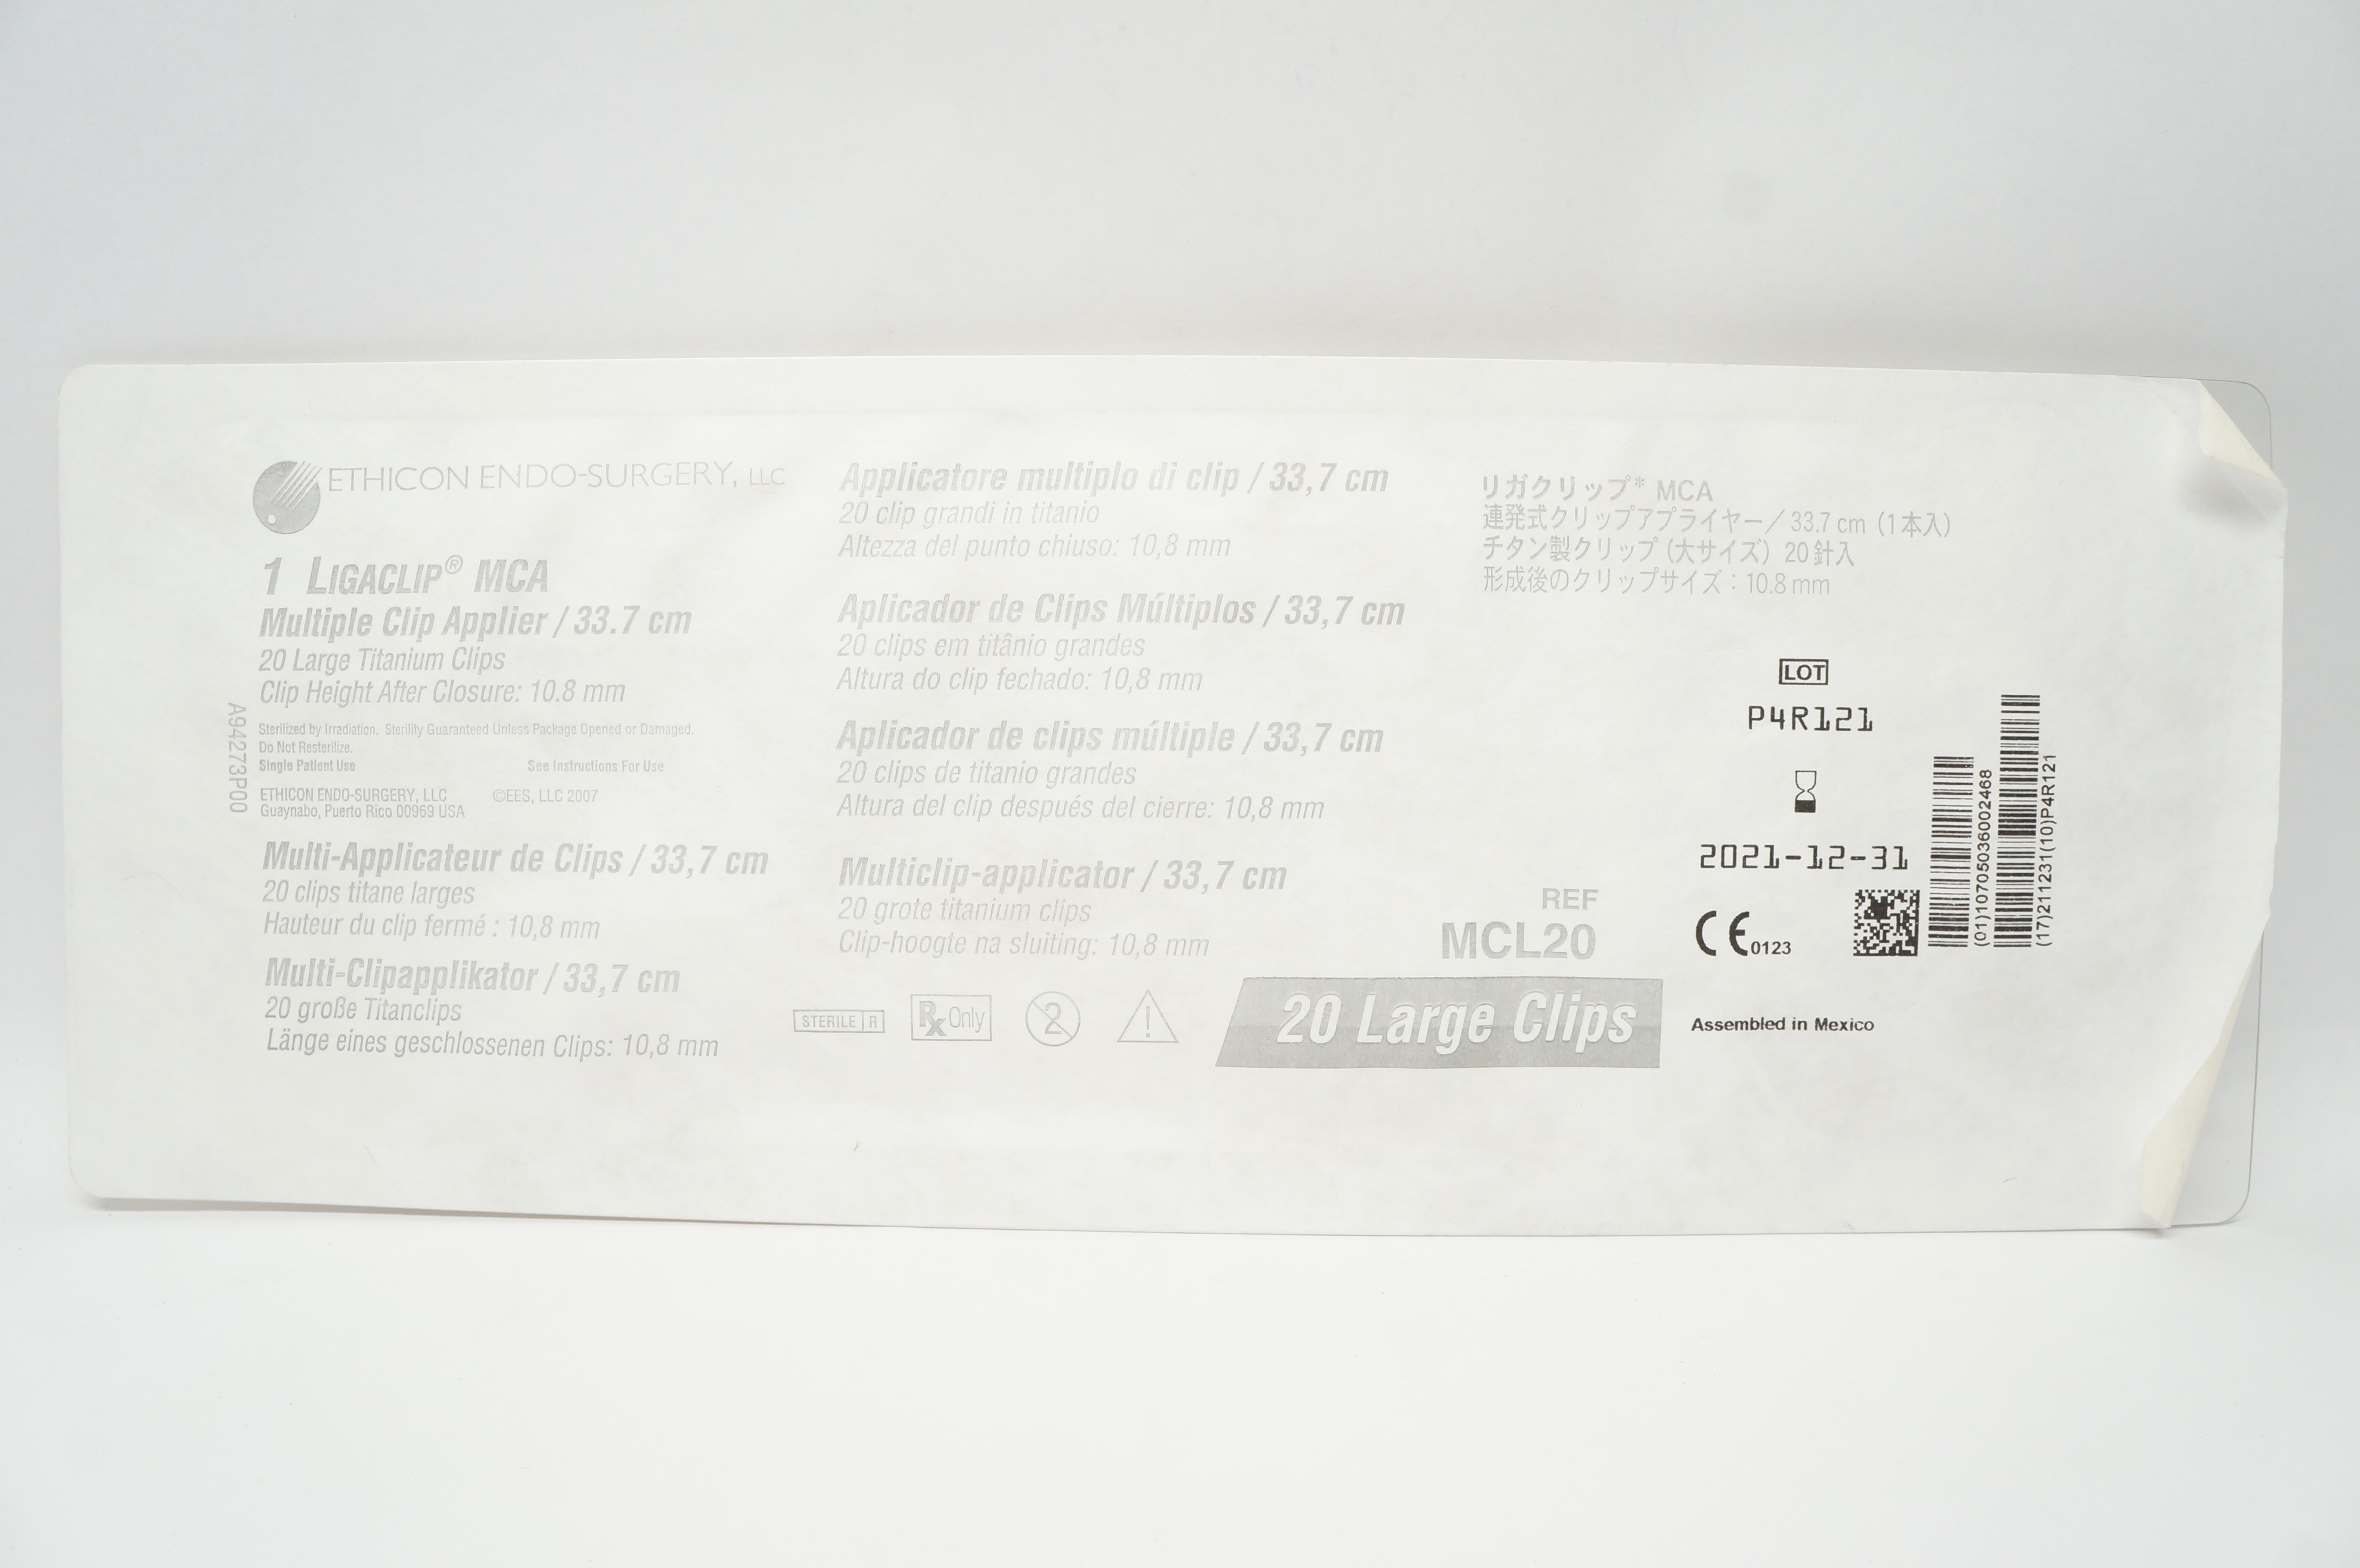 ETHICON ENDO-SURGERY, LLC
1 LIGACLIP® MCA
Multiple Clip Applier / 33.7 cm
20 Large Titanium Clips
Clip Height After Closure: 10.8 mm
Sterilized by Irradiation. Sterility Guaranteed Unless Package Opened or Damaged.
Do Not Resterilize.
Single Patient Use See Instructions For Use
ETHICON ENDO-SURGERY, LLC ©EES, LLC 2007
Guaynabo, Puerto Rico 00969 USA
A94273P00
Multi-Applicateur de Clips / 33,7 cm
20 clips titane larges
Hauteur du clip fermé : 10,8 mm
Multi-Clipapplikator / 33,7 cm
20 große Titanclips
Länge eines geschlossenen Clips: 10,8 mm
Applicatore multiplo di clip / 33,7 cm
20 clip grandi in titanio
Altezza del punto chiuso: 10,8 mm
Aplicador de Clips Múltiplos / 33,7 cm
20 clips em titânio grandes
Altura do clip fechado: 10,8 mm
Aplicador de clips múltiple / 33,7 cm
20 clips de titanio grandes
Altura del clip después del cierre: 10,8 mm
Multiclip-applicator / 33,7 cm
20 grote titanium clips
Clip-hoogte na sluiting: 10,8 mm
STERILE R
Rx Only
2
!
リガクリップ* MCA
連発式クリップアプライヤー／33.7 cm（1本入）
チタン製クリップ（大サイズ）20針入
形成後のクリップサイズ：10.8 mm
REF
MCL20
20 Large Clips
LOT
P4R121
2021-12-31
CE 0123
Assembled in Mexico
(01)10705036002468
(17)211231(10)P4R121